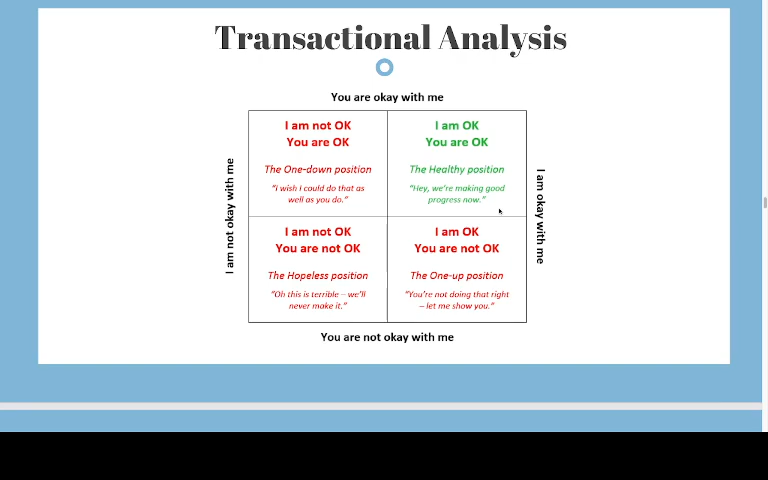 Transactional Analysis
You are okay with me
I am not OK
You are OK
The One-down position
“I wish I could do that as
well as you do.”
I am OK
You are OK
The Healthy position
“Hey, we’re making good
progress now.”
I am not okay with me
I am okay with me
I am not OK
You are not OK
The Hopeless position
“Oh this is terrible – we’ll
never make it.”
I am OK
You are not OK
The One-up position
“You’re not doing that right
– let me show you.”
You are not okay with me